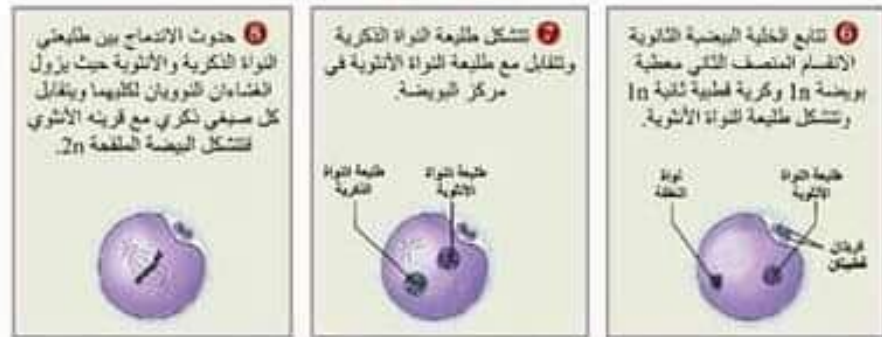 6 تتابع الخلية البيضية الثانوية
الانقسام المنصف الثاني معطية
بويضة 1n وكرية قطبية ثانية 1n
وتتشكل طليعة النواة الأنثوية.
نواة
النطفة
طليعة النواة
الأنثوية
كريتان
قطبيتان
7 تتشكل طليعة النواة الذكرية
وتتقابل مع طليعة النواة الأنثوية في
مركز البويضة.
طليعة النواة
الذكرية
طليعة النواة
الأنثوية
8 حدوث الاندماج بين طليعتي
النواة الذكرية والأنثوية حيث يزول
الغشاءان النوويان لكليهما ويتقابل
كل صبغي ذكري مع قرينه الأنثوي
فتتشكل البيضة الملقحة 2n.